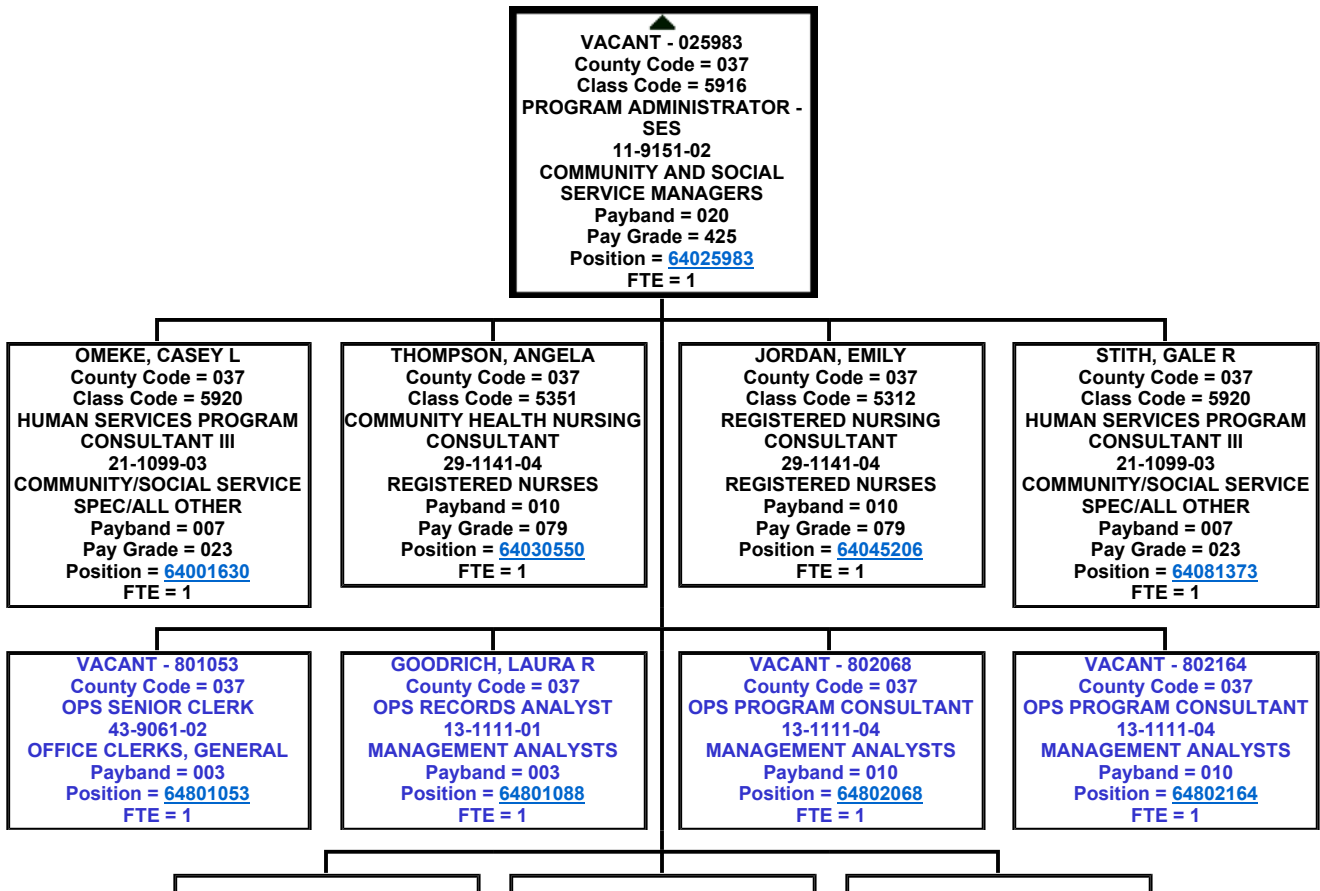 VACANT - 025983
County Code = 037
Class Code = 5916
PROGRAM ADMINISTRATOR -
SES
11-9151-02
COMMUNITY AND SOCIAL
SERVICE MANAGERS
Payband = 020
Pay Grade = 425
Position = 64025983
FTE = 1
OMEKE, CASEY L
County Code = 037
Class Code = 5920
HUMAN SERVICES PROGRAM
CONSULTANT III
21-1099-03
COMMUNITY/SOCIAL SERVICE
SPEC/ALL OTHER
Payband = 007
Pay Grade = 023
Position = 64001630
FTE = 1
THOMPSON, ANGELA
County Code = 037
Class Code = 5351
COMMUNITY HEALTH NURSING
CONSULTANT
29-1141-04
REGISTERED NURSES
Payband = 010
Pay Grade = 079
Position = 64030550
FTE = 1
JORDAN, EMILY
County Code = 037
Class Code = 5312
REGISTERED NURSING
CONSULTANT
29-1141-04
REGISTERED NURSES
Payband = 010
Pay Grade = 079
Position = 64045206
FTE = 1
STITH, GALE R
County Code = 037
Class Code = 5920
HUMAN SERVICES PROGRAM
CONSULTANT III
21-1099-03
COMMUNITY/SOCIAL SERVICE
SPEC/ALL OTHER
Payband = 007
Pay Grade = 023
Position = 64081373
FTE = 1
VACANT - 801053
County Code = 037
OPS SENIOR CLERK
43-9061-02
OFFICE CLERKS, GENERAL
Payband = 003
Position = 64801053
FTE = 1
GOODRICH, LAURA R
County Code = 037
OPS RECORDS ANALYST
13-1111-01
MANAGEMENT ANALYSTS
Payband = 003
Position = 64801088
FTE = 1
VACANT - 802068
County Code = 037
OPS PROGRAM CONSULTANT
13-1111-04
MANAGEMENT ANALYSTS
Payband = 010
Position = 64802068
FTE = 1
VACANT - 802164
County Code = 037
OPS PROGRAM CONSULTANT
13-1111-04
MANAGEMENT ANALYSTS
Payband = 010
Position = 64802164
FTE = 1